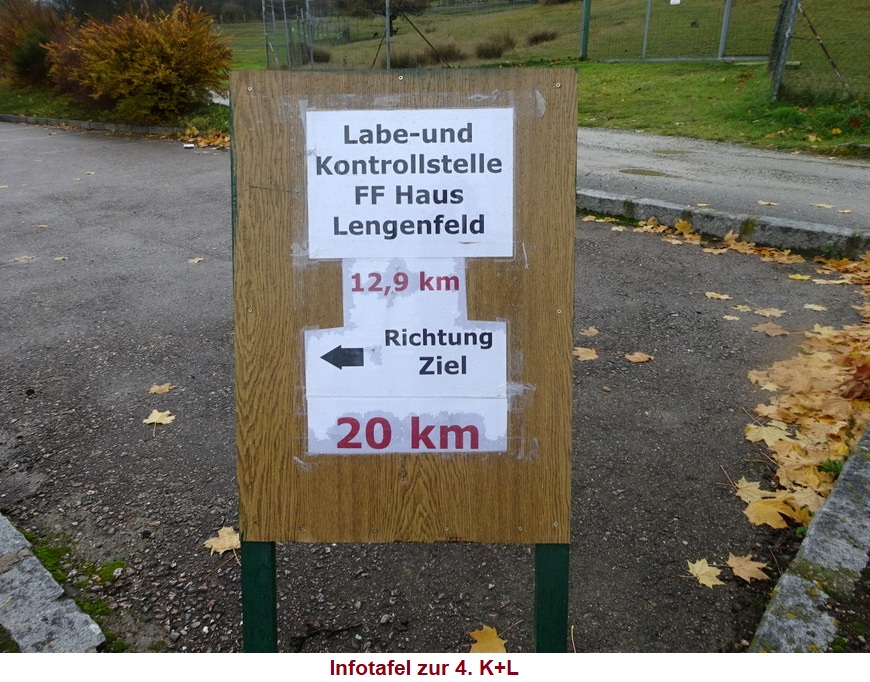 Labe-und
Kontrollstelle
FF Haus
Lengenfeld
12,9 km
Richtung
Ziel
20 km
Infotafel zur 4. K+L